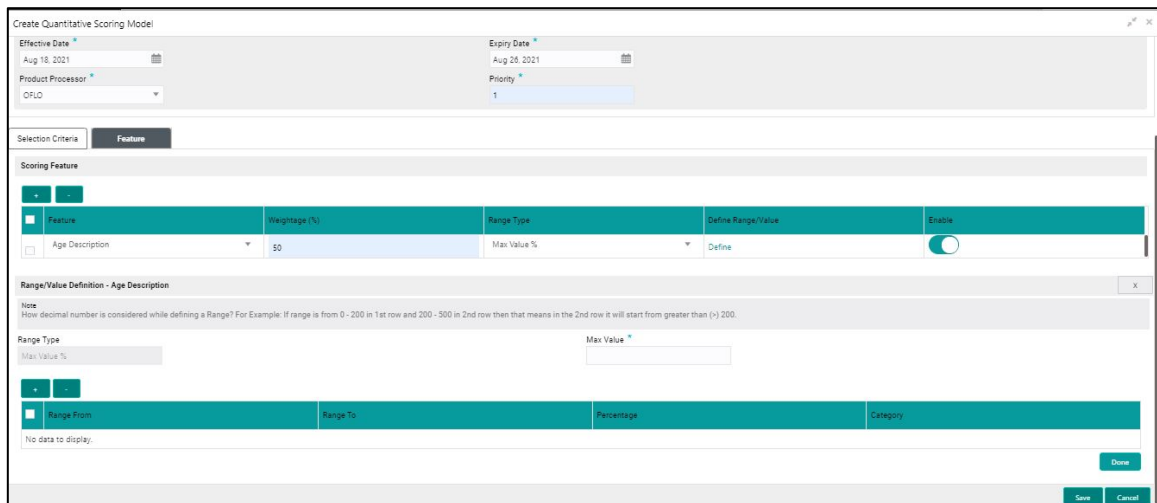 Create Quantitative Scoring Model
Effective Date * Expiry Date *
Aug 18, 2021 Aug 26, 2021
Product Processor * Priority *
OFLO 1
Selection Criteria Feature
Scoring Feature
+ -
Feature Weightage (%) Range Type Define Range/Value Enable
Age Description 50 Max Value % Define
Range/Value Definition - Age Description X
Note
How decimal number is considered while defining a Range? For Example: If range is from 0 - 200 in 1st row and 200 - 500 in 2nd row then that means in the 2nd row it will start from greater than (>) 200.
Range Type Max Value *
Max Value %
+ -
Range From Range To Percentage Category
No data to display.
Done
Save Cancel